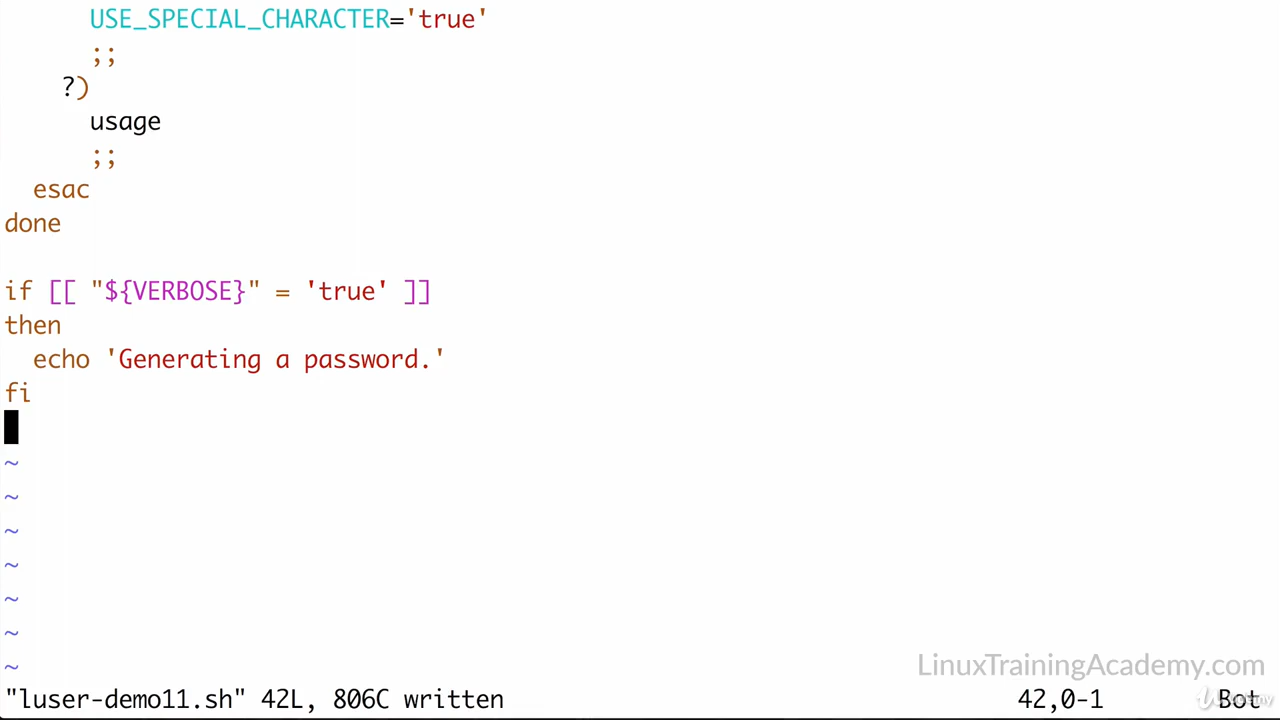 USE_SPECIAL_CHARACTER='true'
      ;;
    ?)
      usage
      ;;
  esac
done

if [[ "${VERBOSE}" = 'true' ]]
then
  echo 'Generating a password.'
fi
~
~
~
~
~
~
~
LinuxTrainingAcademy.com
"luser-demo11.sh" 42L, 806C written 42,0-1 Bot
Udemy